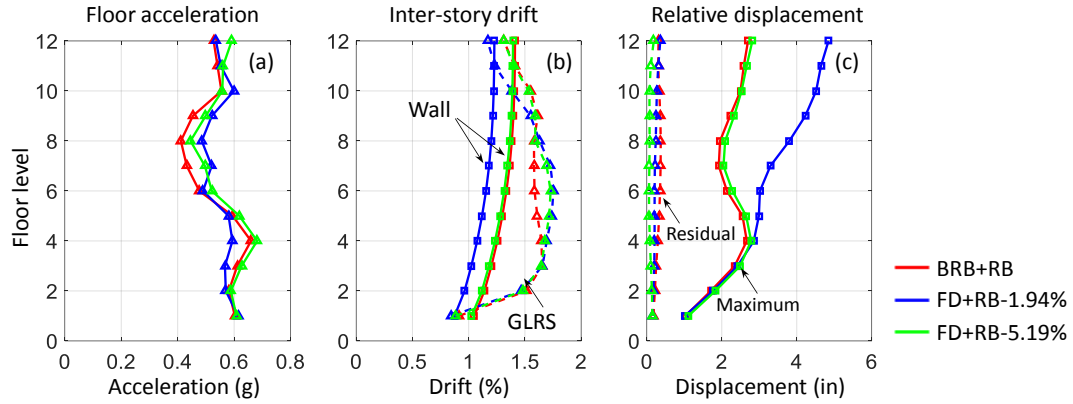 Floor acceleration
Inter-story drift
Relative displacement
Floor level
12
10
8
6
4
2
0
0
0.2
0.4
0.6
0.8
Acceleration (g)
(a)
12
10
8
6
4
2
0
0
0.5
1
1.5
2
Drift (%)
(b)
Wall
GLRS
12
10
8
6
4
2
0
0
2
4
6
Displacement (in)
(c)
Residual
Maximum
BRB+RB
FD+RB-1.94%
FD+RB-5.19%